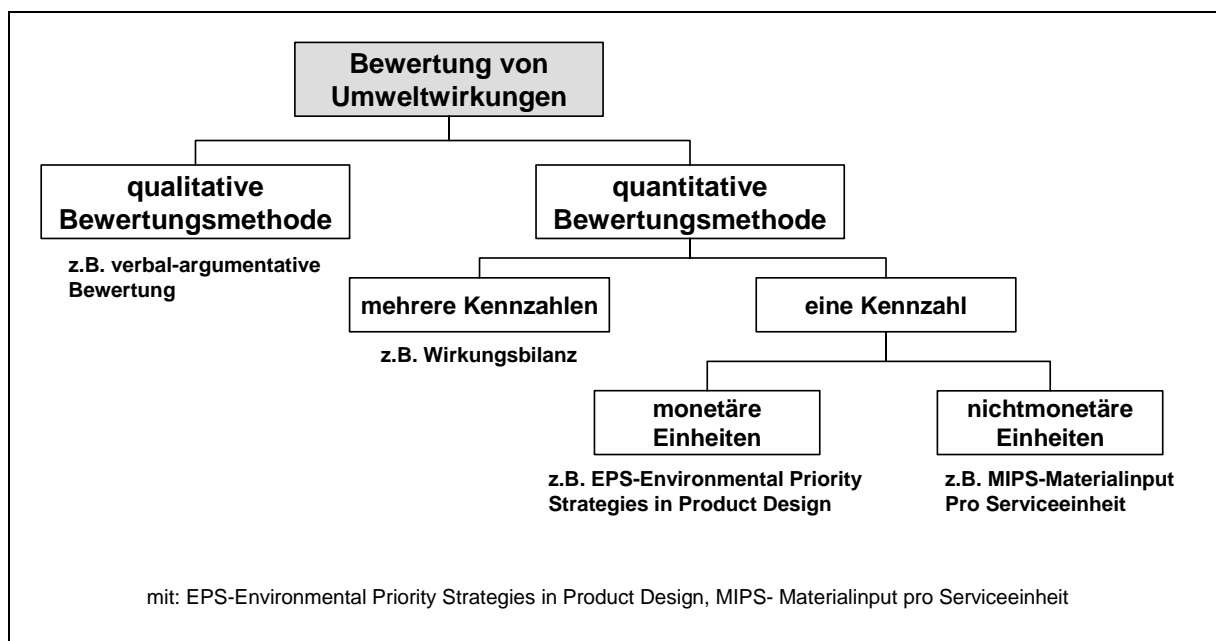 Bewertung von
Umweltwirkungen
qualitative
Bewertungsmethode
quantitative
Bewertungsmethode
z.B. verbal-argumentative
Bewertung
mehrere Kennzahlen
eine Kennzahl
z.B. Wirkungsbilanz
monetäre
Einheiten
nichtmonetäre
Einheiten
z.B. EPS-Environmental Priority
Strategies in Product Design
z.B. MIPS-Materialinput
Pro Serviceeinheit
mit: EPS-Environmental Priority Strategies in Product Design, MIPS- Materialinput pro Serviceeinheit